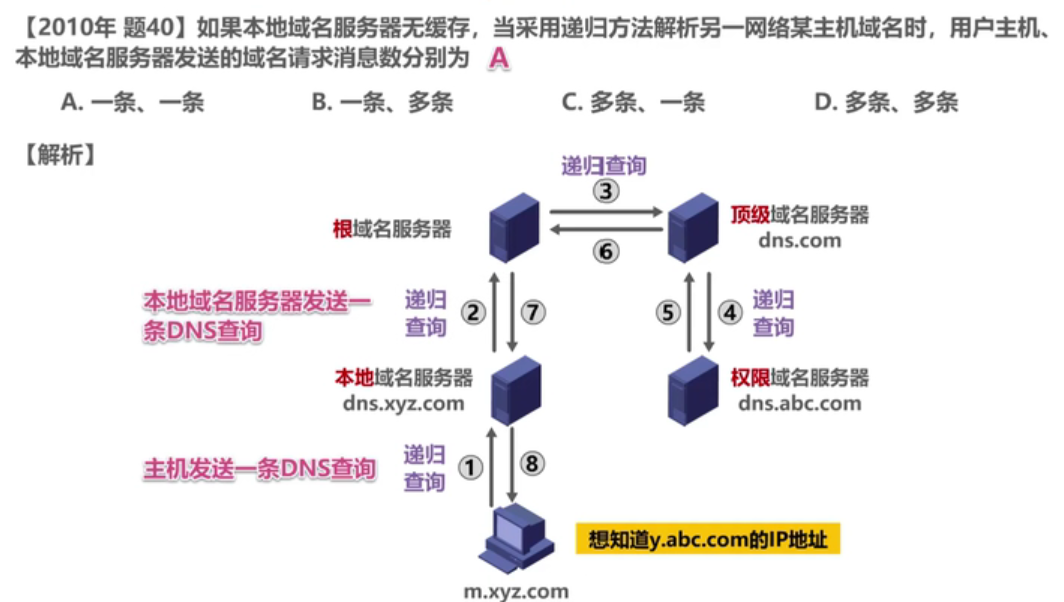 【2010年 题40】如果本地域名服务器无缓存，当采用递归方法解析另一网络某主机域名时，用户主机、
本地域名服务器发送的域名请求消息数分别为 A
A. 一条、一条 B. 一条、多条 C. 多条、一条 D. 多条、多条
【解析】
递归查询
③
根域名服务器
顶级域名服务器
dns.com
⑥
本地域名服务器发送一
条DNS查询
递归
查询
②
⑦
⑤
④
递归
查询
本地域名服务器
dns.xyz.com
权限域名服务器
dns.abc.com
主机发送一条DNS查询
递归
查询
①
⑧
想知道y.abc.com的IP地址
m.xyz.com